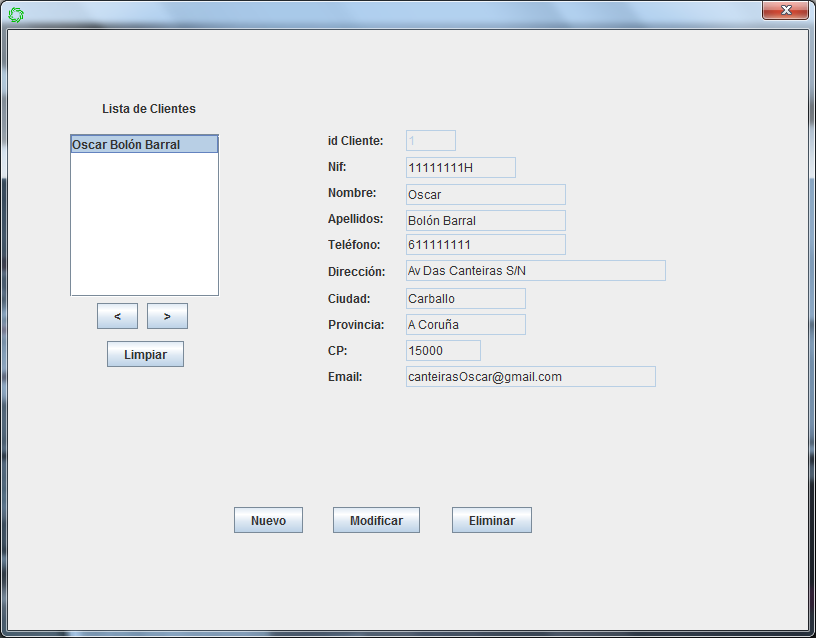 Lista de Clientes
Oscar Bolón Barral
<
>
Limpiar
id Cliente: 1
Nif: 11111111H
Nombre: Oscar
Apellidos: Bolón Barral
Teléfono: 611111111
Dirección: Av Das Canteiras S/N
Ciudad: Carballo
Provincia: A Coruña
CP: 15000
Email: canteirasOscar@gmail.com
Nuevo
Modificar
Eliminar